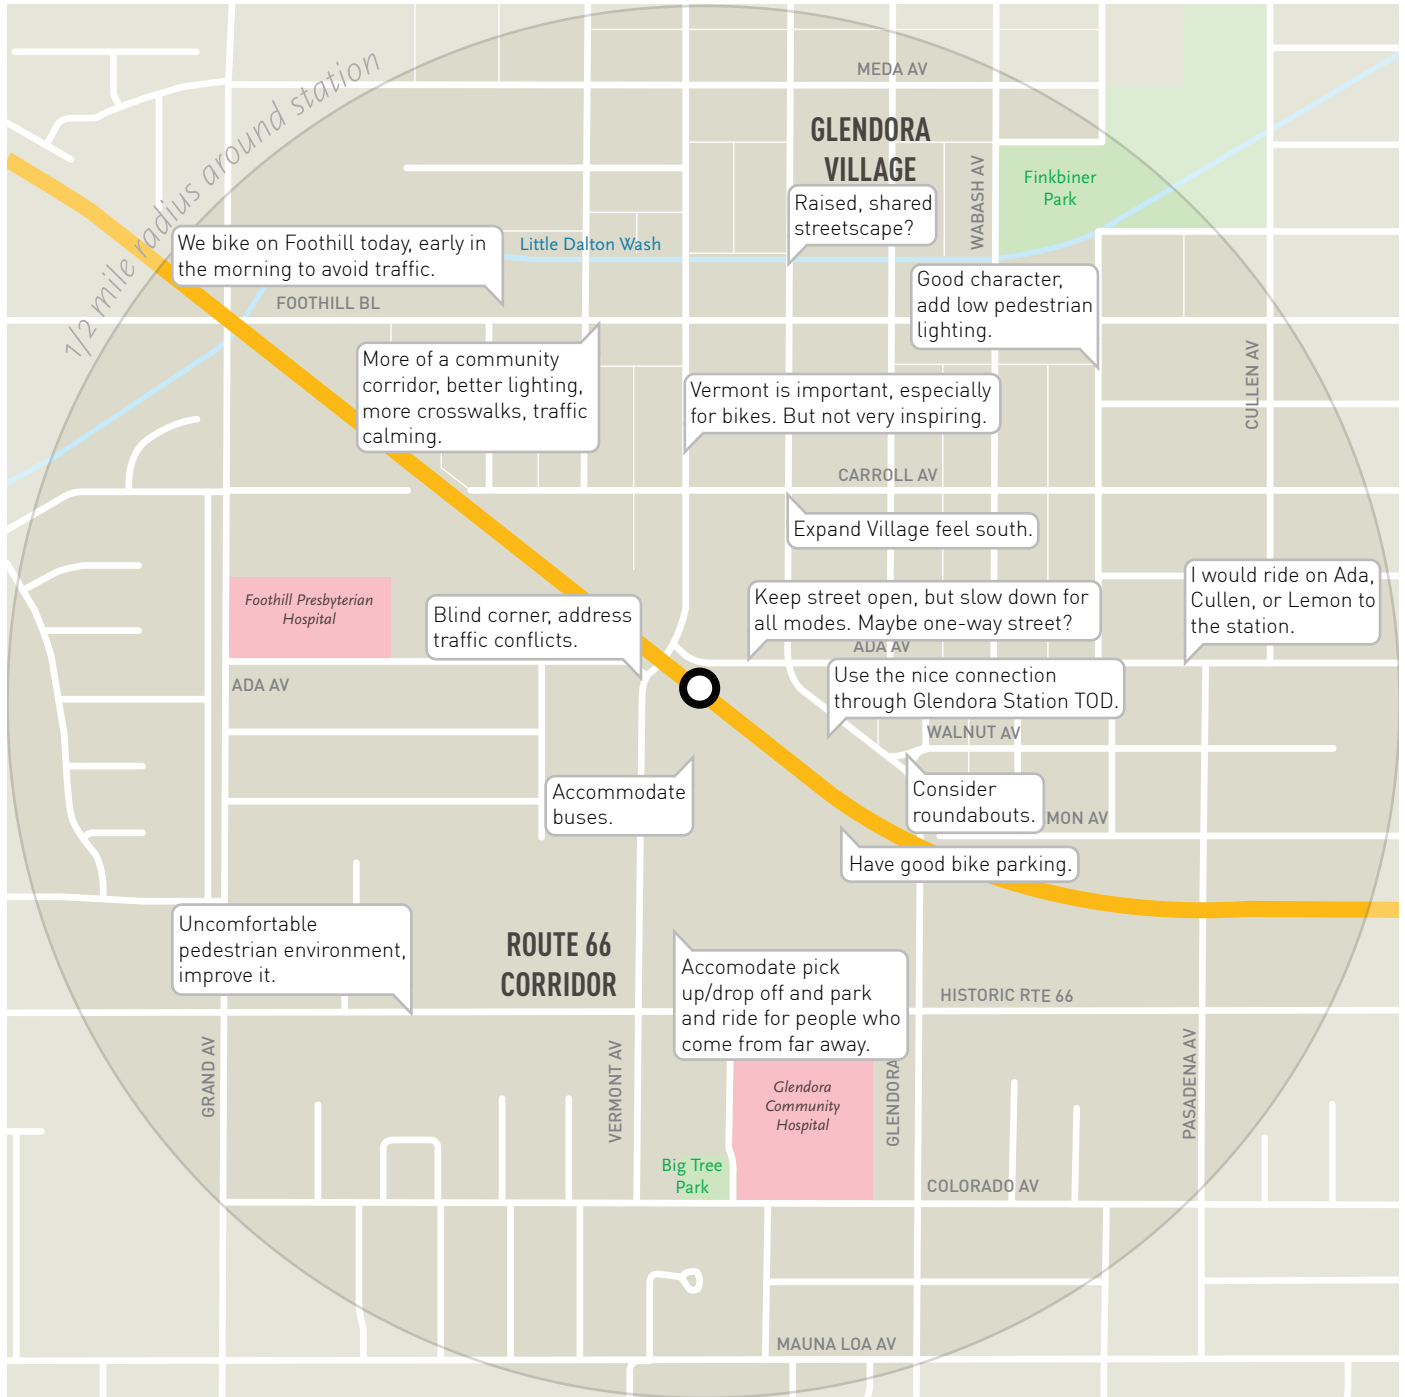 1/2 mile radius around station
MEDA AV
GLENDORA
VILLAGE
WABASH AV
Finkbiner
Park
Raised, shared
streetscape?
We bike on Foothill today, early in
the morning to avoid traffic.
Little Dalton Wash
FOOTHILL BL
Good character,
add low pedestrian
lighting.
CULLEN AV
More of a community
corridor, better lighting,
more crosswalks, traffic
calming.
Vermont is important, especially
for bikes. But not very inspiring.
CARROLL AV
Expand Village feel south.
Foothill Presbyterian
Hospital
Blind corner, address
traffic conflicts.
Keep street open, but slow down for
all modes. Maybe one-way street?
I would ride on Ada,
Cullen, or Lemon to
the station.
ADA AV
ADA AV
Use the nice connection
through Glendora Station TOD.
WALNUT AV
Accommodate
buses.
Consider
roundabouts.
MON AV
Have good bike parking.
Uncomfortable
pedestrian environment,
improve it.
ROUTE 66
CORRIDOR
Accomodate pick
up/drop off and park
and ride for people who
come from far away.
HISTORIC RTE 66
GRAND AV
VERMONT AV
GLENDORA
PASADENA AV
Glendora
Community
Hospital
Big Tree
Park
COLORADO AV
MAUNA LOA AV